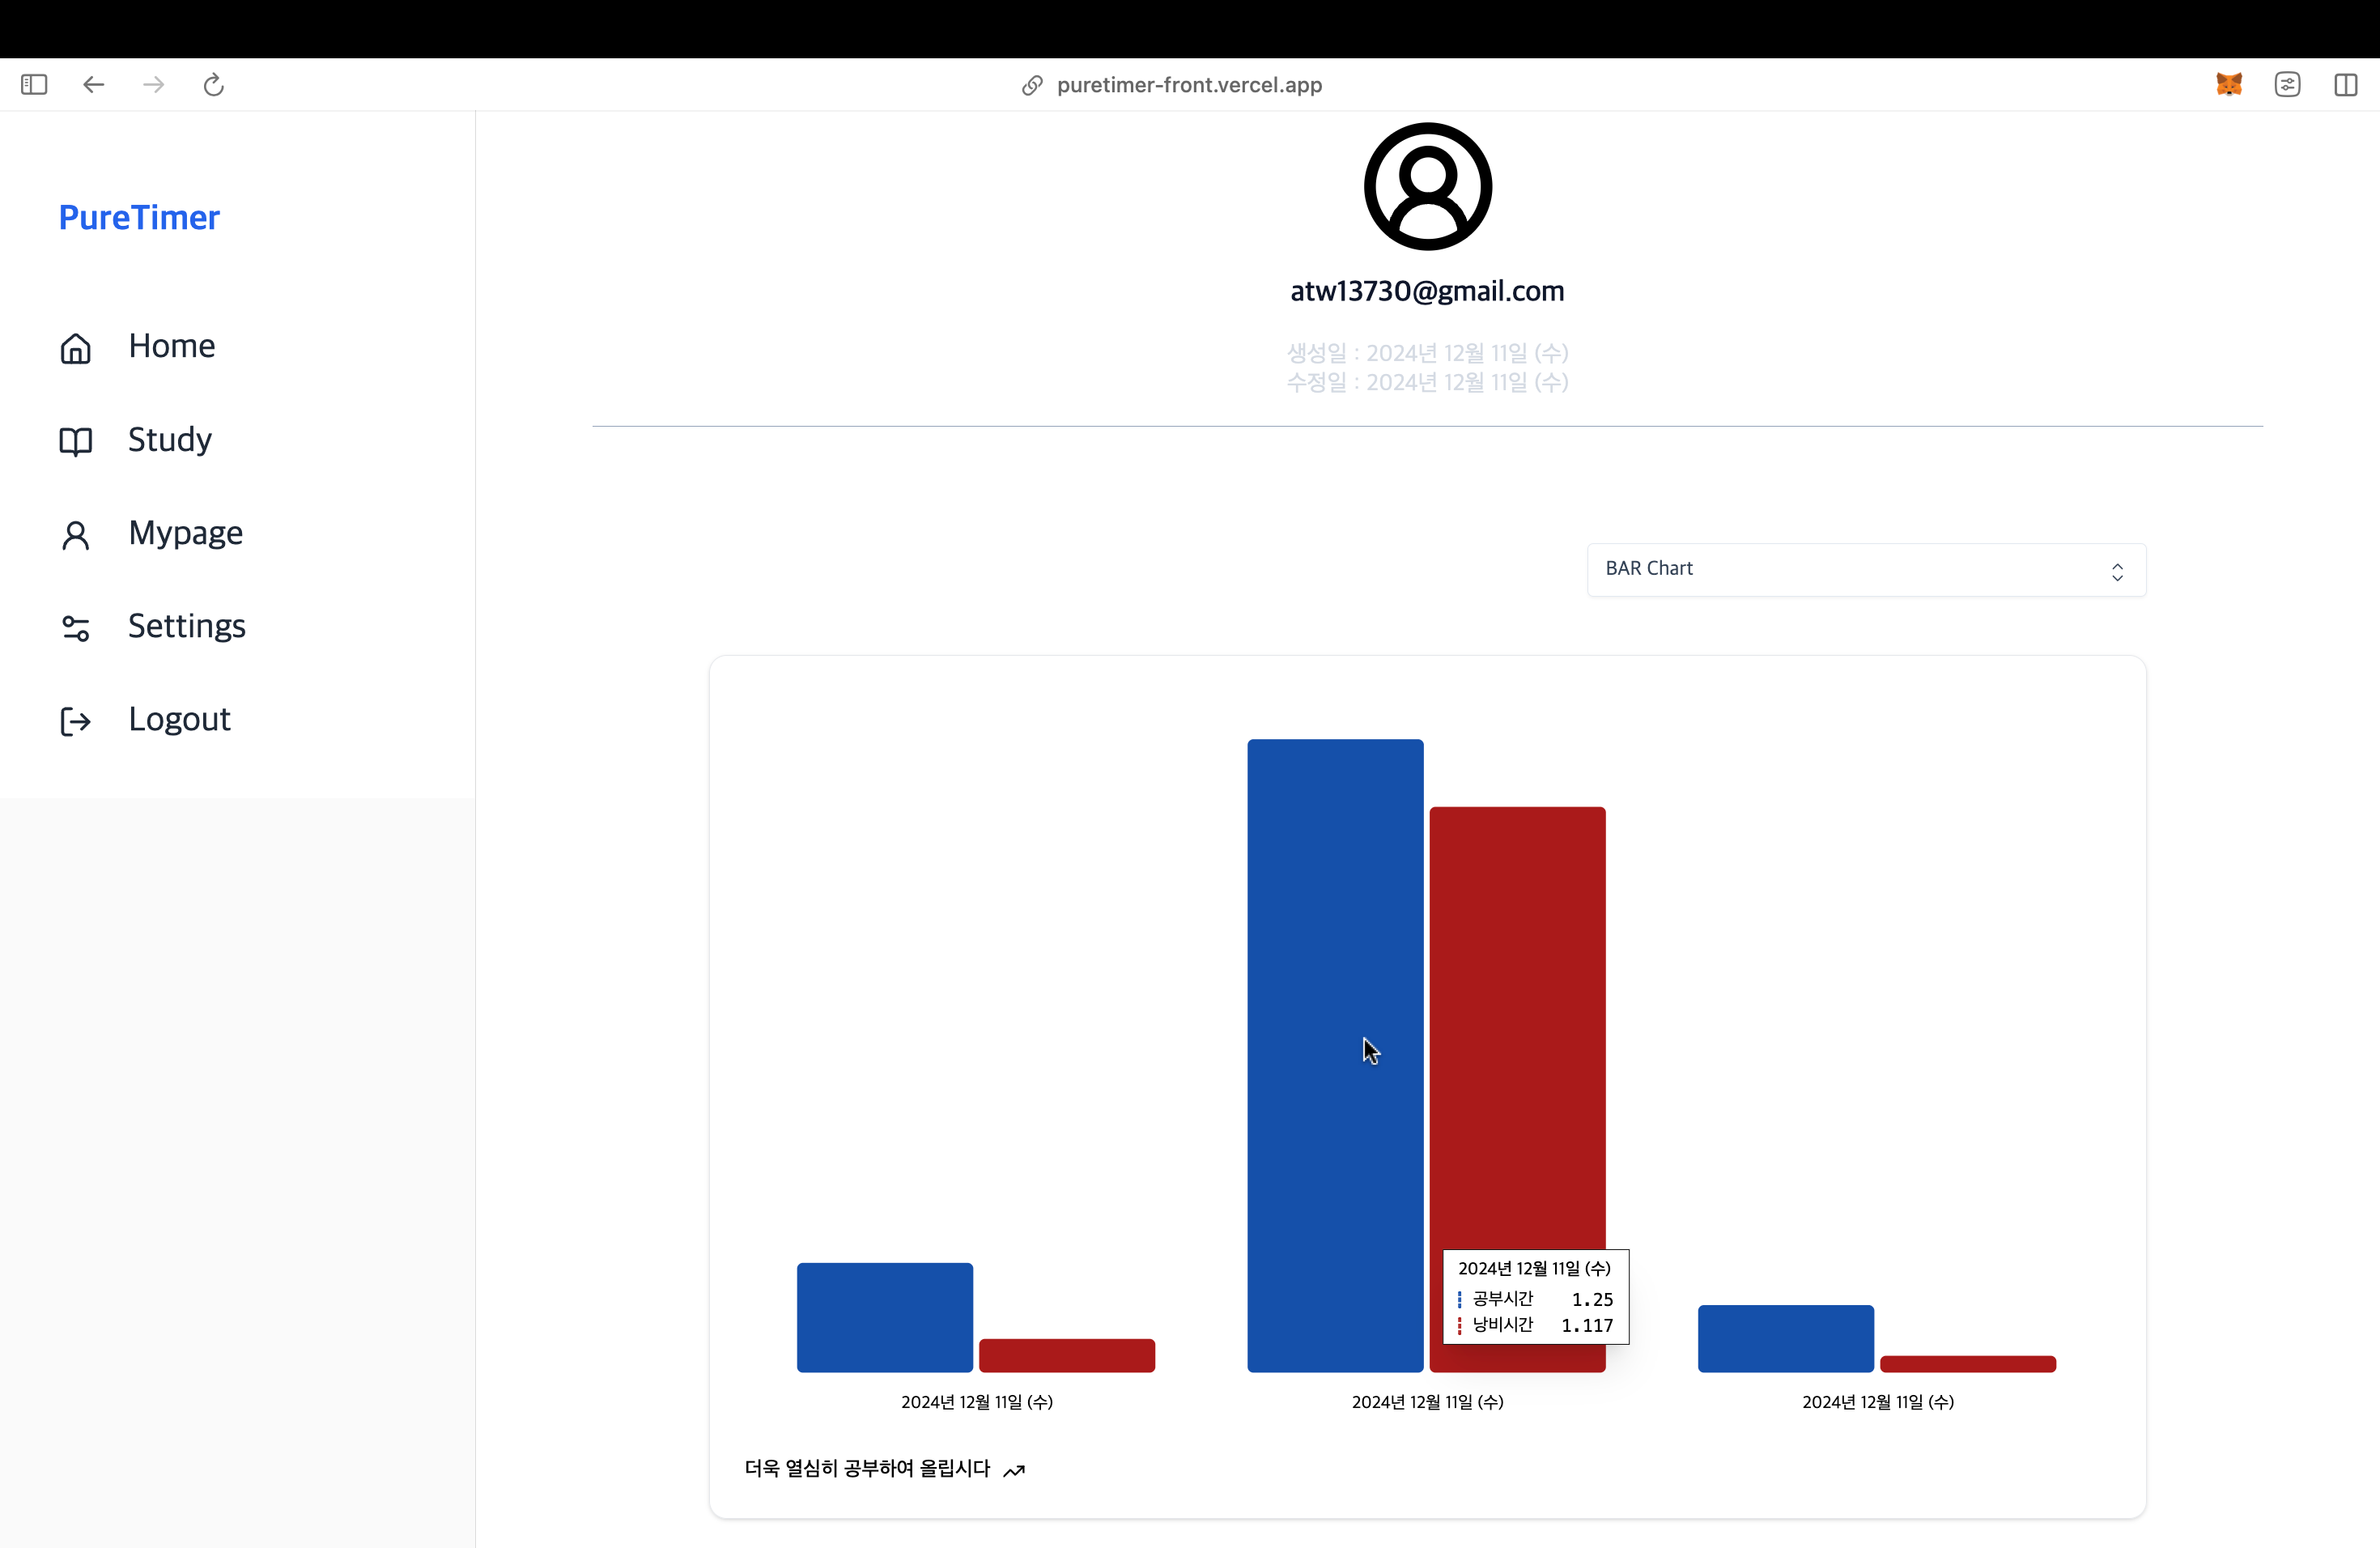 puretimer-front.vercel.app
PureTimer
Home
Study
Mypage
Settings
Logout
atw13730@gmail.com
생성일 : 2024년 12월 11일 (수)
수정일 : 2024년 12월 11일 (수)
BAR Chart
2024년 12월 11일 (수)
공부시간 1.25
낭비시간 1.117
2024년 12월 11일 (수)
2024년 12월 11일 (수)
2024년 12월 11일 (수)
더욱 열심히 공부하여 올립시다